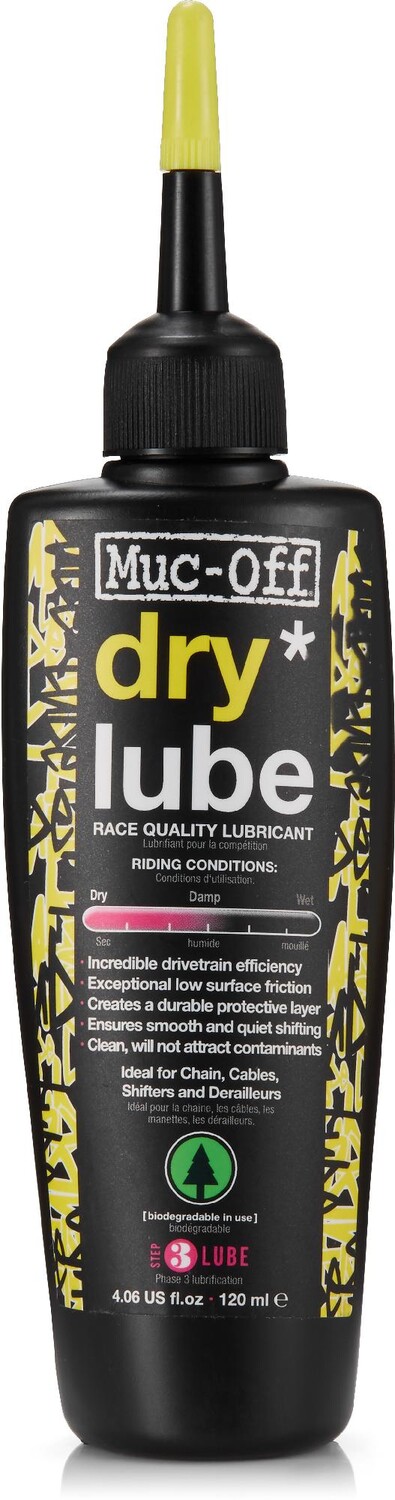 Muc-Off
dry*
lube
RACE QUALITY LUBRICANT
Lubrifiant pour la compétition
RIDING CONDITIONS:
Conditions d'utilisation.
Dry Damp Wet
Sec humide mouillé
· Incredible drivetrain efficiency
· Exceptional low surface friction
· Creates a durable protective layer
· Ensures smooth and quiet shifting
· Clean, will not attract contaminants
Ideal for Chain, Cables,
Shifters and Derailleurs
Idéal pour la chaîne, les câbles, les
manettes, les dérailleurs.
[biodegradable in use]
biodégradable
STEP 3 LUBE
Phase 3 lubrification
4.06 US fl.oz · 120 ml ℮